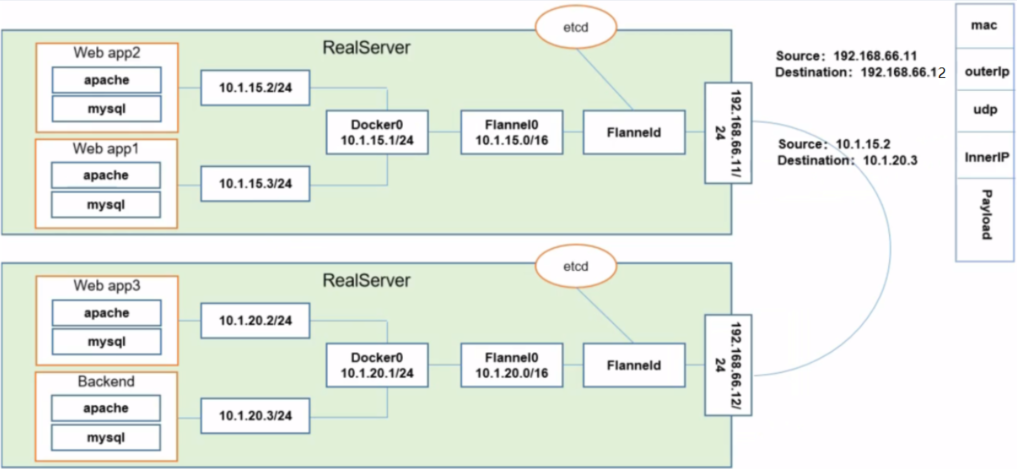 etcd
RealServer
Web app2
apache
mysql
10.1.15.2/24
Web app1
apache
mysql
10.1.15.3/24
Docker0
10.1.15.1/24
Flannel0
10.1.15.0/16
Flanneld
192.168.66.11/
24
Source: 192.168.66.11
Destination: 192.168.66.12
Source: 10.1.15.2
Destination: 10.1.20.3
mac
outerIp
udp
InnerIP
Payload
etcd
RealServer
Web app3
apache
mysql
10.1.20.2/24
Backend
apache
mysql
10.1.20.3/24
Docker0
10.1.20.1/24
Flannel0
10.1.20.0/16
Flanneld
192.168.66.12/
24